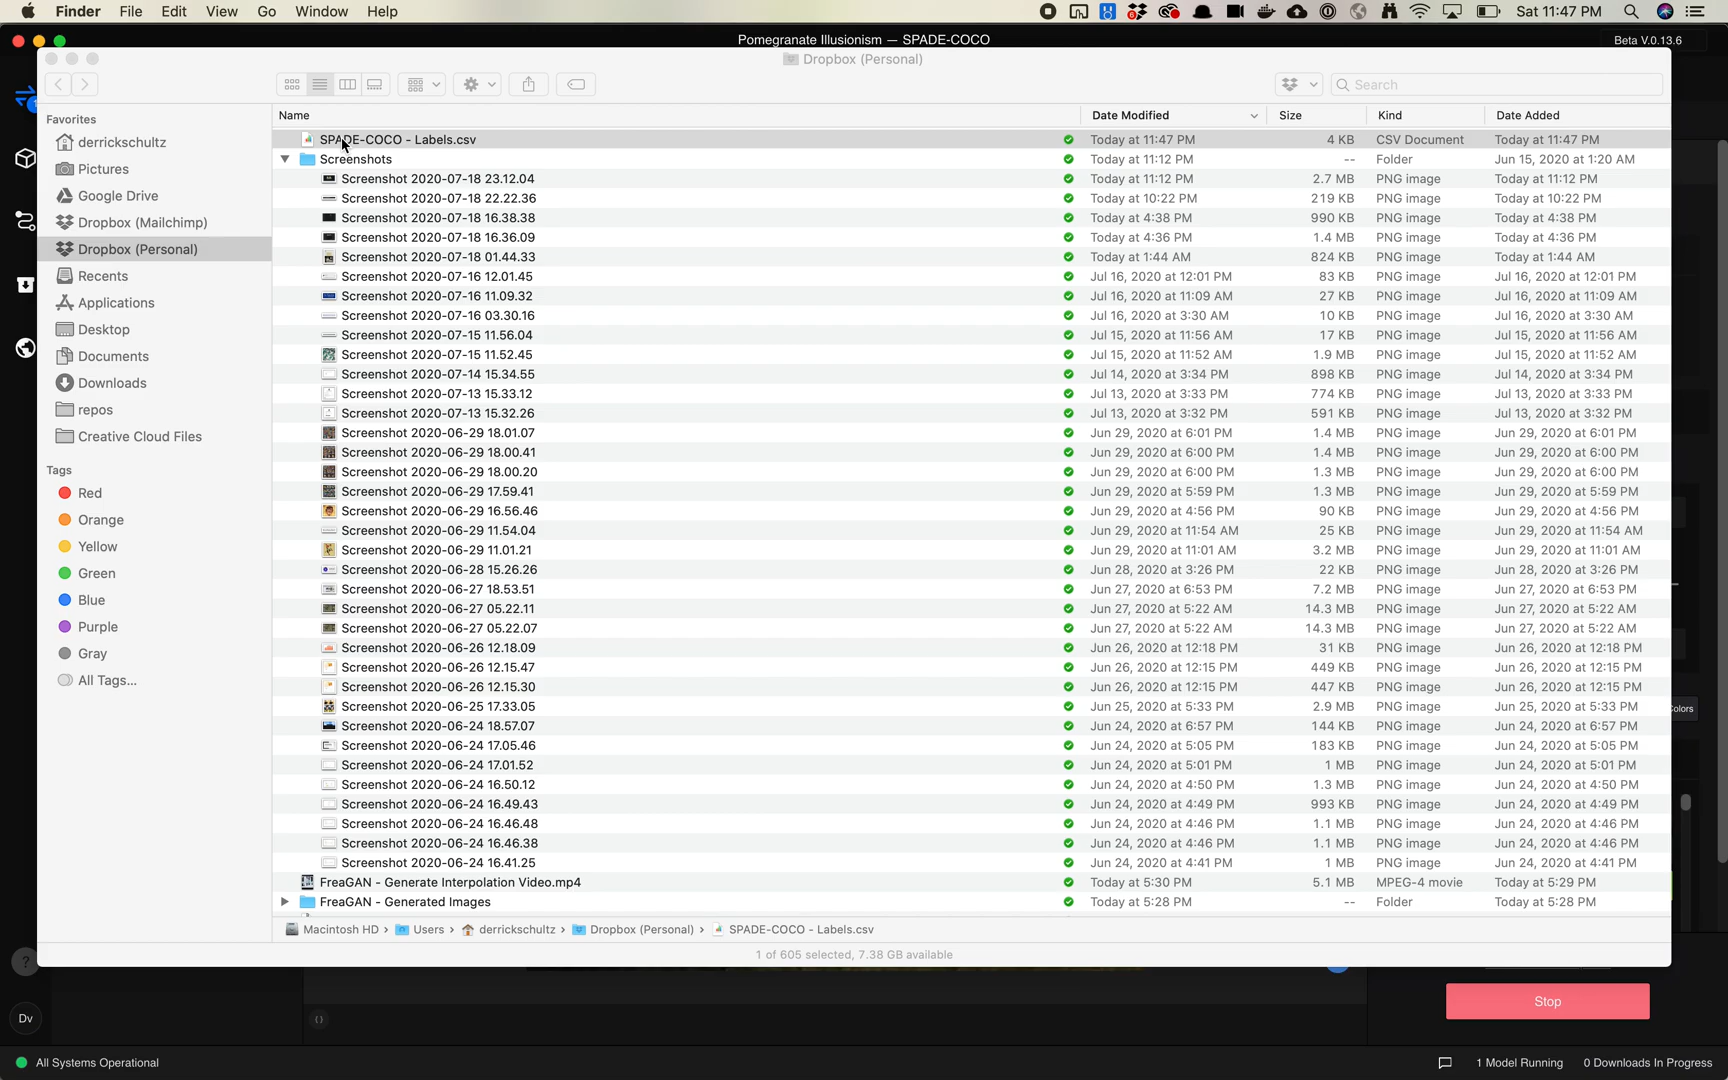 Finder File Edit View Go Window Help Sat 11:47 PM
Pomegranate Illusionism — SPADE-COCO Beta V.0.13.6
Dropbox (Personal)
Search
Favorites
derrickschultz
Pictures
Google Drive
Dropbox (Mailchimp)
Dropbox (Personal)
Recents
Applications
Desktop
Documents
Downloads
repos
Creative Cloud Files
Tags
Red
Orange
Yellow
Green
Blue
Purple
Gray
All Tags...
Name Date Modified Size Kind Date Added
SPADE-COCO - Labels.csv Today at 11:47 PM 4 KB CSV Document Today at 11:47 PM
Screenshots Today at 11:12 PM -- Folder Jun 15, 2020 at 1:20 AM
Screenshot 2020-07-18 23.12.04 Today at 11:12 PM 2.7 MB PNG image Today at 11:12 PM
Screenshot 2020-07-18 22.22.36 Today at 10:22 PM 219 KB PNG image Today at 10:22 PM
Screenshot 2020-07-18 16.38.38 Today at 4:38 PM 990 KB PNG image Today at 4:38 PM
Screenshot 2020-07-18 16.36.09 Today at 4:36 PM 1.4 MB PNG image Today at 4:36 PM
Screenshot 2020-07-18 01.44.33 Today at 1:44 AM 824 KB PNG image Today at 1:44 AM
Screenshot 2020-07-16 12.01.45 Jul 16, 2020 at 12:01 PM 83 KB PNG image Jul 16, 2020 at 12:01 PM
Screenshot 2020-07-16 11.09.32 Jul 16, 2020 at 11:09 AM 27 KB PNG image Jul 16, 2020 at 11:09 AM
Screenshot 2020-07-16 03.30.16 Jul 16, 2020 at 3:30 AM 10 KB PNG image Jul 16, 2020 at 3:30 AM
Screenshot 2020-07-15 11.56.04 Jul 15, 2020 at 11:56 AM 17 KB PNG image Jul 15, 2020 at 11:56 AM
Screenshot 2020-07-15 11.52.45 Jul 15, 2020 at 11:52 AM 1.9 MB PNG image Jul 15, 2020 at 11:52 AM
Screenshot 2020-07-14 15.34.55 Jul 14, 2020 at 3:34 PM 898 KB PNG image Jul 14, 2020 at 3:34 PM
Screenshot 2020-07-13 15.33.12 Jul 13, 2020 at 3:33 PM 774 KB PNG image Jul 13, 2020 at 3:33 PM
Screenshot 2020-07-13 15.32.26 Jul 13, 2020 at 3:32 PM 591 KB PNG image Jul 13, 2020 at 3:32 PM
Screenshot 2020-06-29 18.01.07 Jun 29, 2020 at 6:01 PM 1.4 MB PNG image Jun 29, 2020 at 6:01 PM
Screenshot 2020-06-29 18.00.41 Jun 29, 2020 at 6:00 PM 1.4 MB PNG image Jun 29, 2020 at 6:00 PM
Screenshot 2020-06-29 18.00.20 Jun 29, 2020 at 6:00 PM 1.3 MB PNG image Jun 29, 2020 at 6:00 PM
Screenshot 2020-06-29 17.59.41 Jun 29, 2020 at 5:59 PM 1.3 MB PNG image Jun 29, 2020 at 5:59 PM
Screenshot 2020-06-29 16.56.46 Jun 29, 2020 at 4:56 PM 90 KB PNG image Jun 29, 2020 at 4:56 PM
Screenshot 2020-06-29 11.54.04 Jun 29, 2020 at 11:54 AM 25 KB PNG image Jun 29, 2020 at 11:54 AM
Screenshot 2020-06-29 11.01.21 Jun 29, 2020 at 11:01 AM 3.2 MB PNG image Jun 29, 2020 at 11:01 AM
Screenshot 2020-06-28 15.26.26 Jun 28, 2020 at 3:26 PM 22 KB PNG image Jun 28, 2020 at 3:26 PM
Screenshot 2020-06-27 18.53.51 Jun 27, 2020 at 6:53 PM 7.2 MB PNG image Jun 27, 2020 at 6:53 PM
Screenshot 2020-06-27 05.22.11 Jun 27, 2020 at 5:22 AM 14.3 MB PNG image Jun 27, 2020 at 5:22 AM
Screenshot 2020-06-27 05.22.07 Jun 27, 2020 at 5:22 AM 14.3 MB PNG image Jun 27, 2020 at 5:22 AM
Screenshot 2020-06-26 12.18.09 Jun 26, 2020 at 12:18 PM 31 KB PNG image Jun 26, 2020 at 12:18 PM
Screenshot 2020-06-26 12.15.47 Jun 26, 2020 at 12:15 PM 449 KB PNG image Jun 26, 2020 at 12:15 PM
Screenshot 2020-06-26 12.15.30 Jun 26, 2020 at 12:15 PM 447 KB PNG image Jun 26, 2020 at 12:15 PM
Screenshot 2020-06-25 17.33.05 Jun 25, 2020 at 5:33 PM 2.9 MB PNG image Jun 25, 2020 at 5:33 PM
Screenshot 2020-06-24 18.57.07 Jun 24, 2020 at 6:57 PM 144 KB PNG image Jun 24, 2020 at 6:57 PM
Screenshot 2020-06-24 17.05.46 Jun 24, 2020 at 5:05 PM 183 KB PNG image Jun 24, 2020 at 5:05 PM
Screenshot 2020-06-24 17.01.52 Jun 24, 2020 at 5:01 PM 1 MB PNG image Jun 24, 2020 at 5:01 PM
Screenshot 2020-06-24 16.50.12 Jun 24, 2020 at 4:50 PM 1.3 MB PNG image Jun 24, 2020 at 4:50 PM
Screenshot 2020-06-24 16.49.43 Jun 24, 2020 at 4:49 PM 993 KB PNG image Jun 24, 2020 at 4:49 PM
Screenshot 2020-06-24 16.46.48 Jun 24, 2020 at 4:46 PM 1.1 MB PNG image Jun 24, 2020 at 4:46 PM
Screenshot 2020-06-24 16.46.38 Jun 24, 2020 at 4:46 PM 1.1 MB PNG image Jun 24, 2020 at 4:46 PM
Screenshot 2020-06-24 16.41.25 Jun 24, 2020 at 4:41 PM 1 MB PNG image Jun 24, 2020 at 4:41 PM
FreaGAN - Generate Interpolation Video.mp4 Today at 5:30 PM 5.1 MB MPEG-4 movie Today at 5:29 PM
FreaGAN - Generated Images Today at 5:28 PM -- Folder Today at 5:28 PM
Macintosh HD › Users › derrickschultz › Dropbox (Personal) › SPADE-COCO - Labels.csv
1 of 605 selected, 7.38 GB available
colors
?
Stop
Dv
All Systems Operational 1 Model Running 0 Downloads In Progress